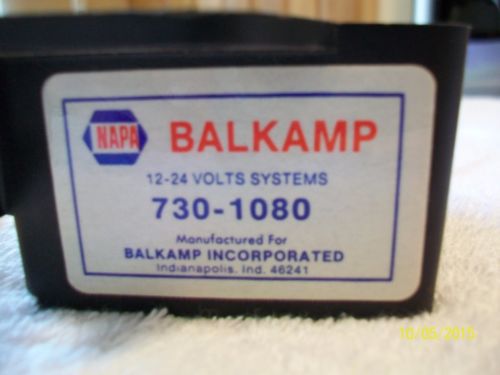 NAPA BALKAMP
12-24 VOLTS SYSTEMS
730-1080
Manufactured For
BALKAMP INCORPORATED
Indianapolis, Ind. 46241
10/05/2015